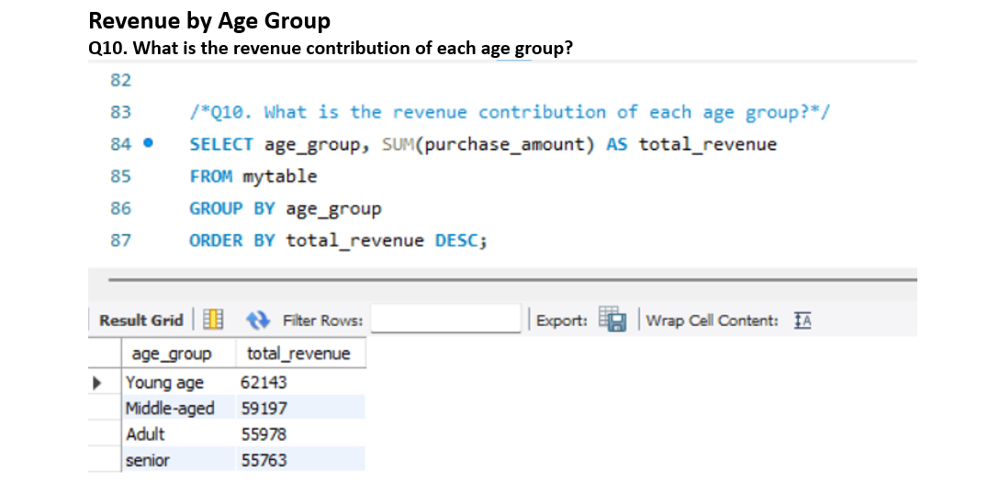 Revenue by Age Group
Q10. What is the revenue contribution of each age group?
82
83 /*Q10. What is the revenue contribution of each age group?*/
84 SELECT age_group, SUM(purchase_amount) AS total_revenue
85 FROM mytable
86 GROUP BY age_group
87 ORDER BY total_revenue DESC;
Result Grid Filter Rows: Export: Wrap Cell Content: IA
age_group total_revenue
Young age 62143
Middle-aged 59197
Adult 55978
senior 55763